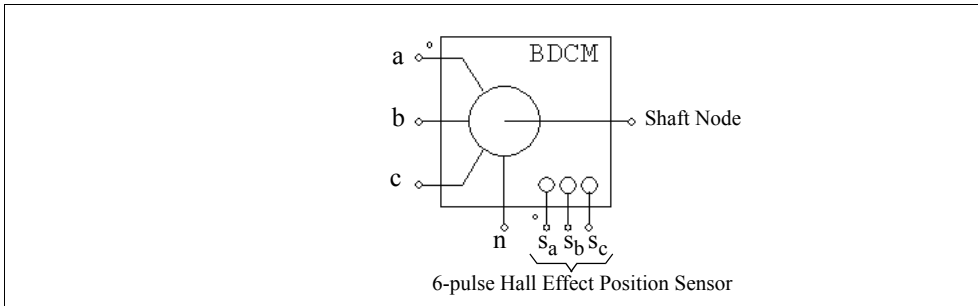 BDCM
a
b
Shaft Node
c
n sa sb sc
6-pulse Hall Effect Position Sensor